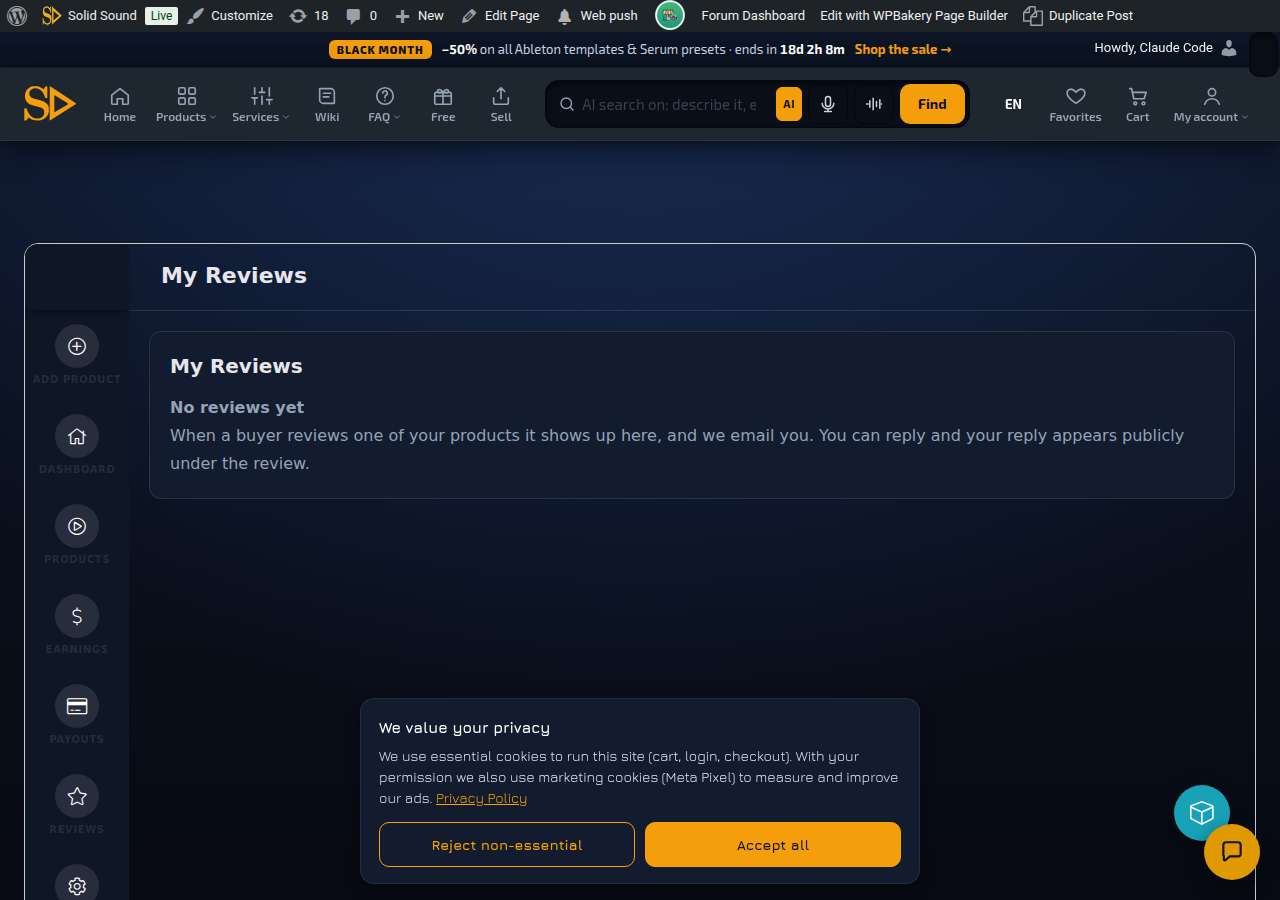 Solid Sound Live Customize 18 0 New Edit Page Web push Forum Dashboard Edit with WPBakery Page Builder Duplicate Post
BLACK MONTH −50% on all Ableton templates & Serum presets · ends in 18d 2h 8m Shop the sale →
Howdy, Claude Code
Home Products Services Wiki FAQ Free Sell
AI search on: describe it, e AI Find
EN Favorites Cart My account
My Reviews
ADD PRODUCT
DASHBOARD
PRODUCTS
EARNINGS
PAYOUTS
REVIEWS
My Reviews
No reviews yet
When a buyer reviews one of your products it shows up here, and we email you. You can reply and your reply appears publicly
under the review.
We value your privacy
We use essential cookies to run this site (cart, login, checkout). With your
permission we also use marketing cookies (Meta Pixel) to measure and improve
our ads. Privacy Policy
Reject non-essential
Accept all